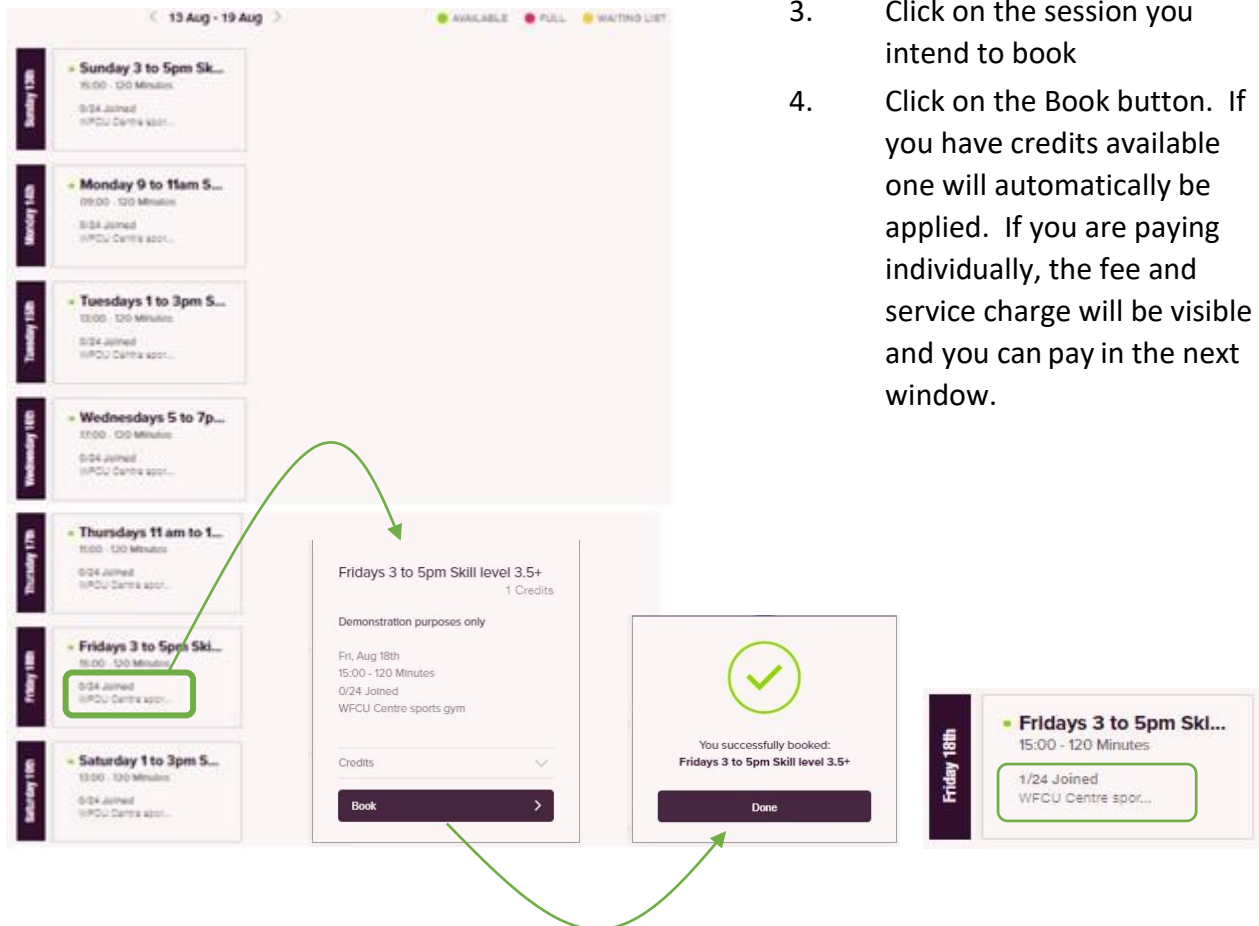 13 Aug - 19 Aug
AVAILABLE FULL WAITING LIST
Sunday 13th
Sunday 3 to 5pm Sk...
15:00 - 120 Minutes
0/24 Joined
WFCU Centre spor...
Monday 14th
Monday 9 to 11am S...
09:00 - 120 Minutes
0/24 Joined
WFCU Centre spor...
Tuesday 15th
Tuesdays 1 to 3pm S...
13:00 - 120 Minutes
0/24 Joined
WFCU Centre spor...
Wednesday 16th
Wednesdays 5 to 7p...
17:00 - 120 Minutes
0/24 Joined
WFCU Centre spor...
Thursday 17th
Thursdays 11 am to 1...
11:00 - 120 Minutes
0/24 Joined
WFCU Centre spor...
Friday 18th
Fridays 3 to 5pm Ski...
15:00 - 120 Minutes
0/24 Joined
WFCU Centre spor...
Saturday 19th
Saturday 1 to 3pm S...
13:00 - 120 Minutes
0/24 Joined
WFCU Centre spor...
3. Click on the session you
intend to book
4. Click on the Book button. If
you have credits available
one will automatically be
applied. If you are paying
individually, the fee and
service charge will be visible
and you can pay in the next
window.
Fridays 3 to 5pm Skill level 3.5+
1 Credits
Demonstration purposes only
Fri, Aug 18th
15:00 - 120 Minutes
0/24 Joined
WFCU Centre sports gym
Credits
Book
You successfully booked:
Fridays 3 to 5pm Skill level 3.5+
Done
Friday 18th
Fridays 3 to 5pm Ski...
15:00 - 120 Minutes
1/24 Joined
WFCU Centre spor...